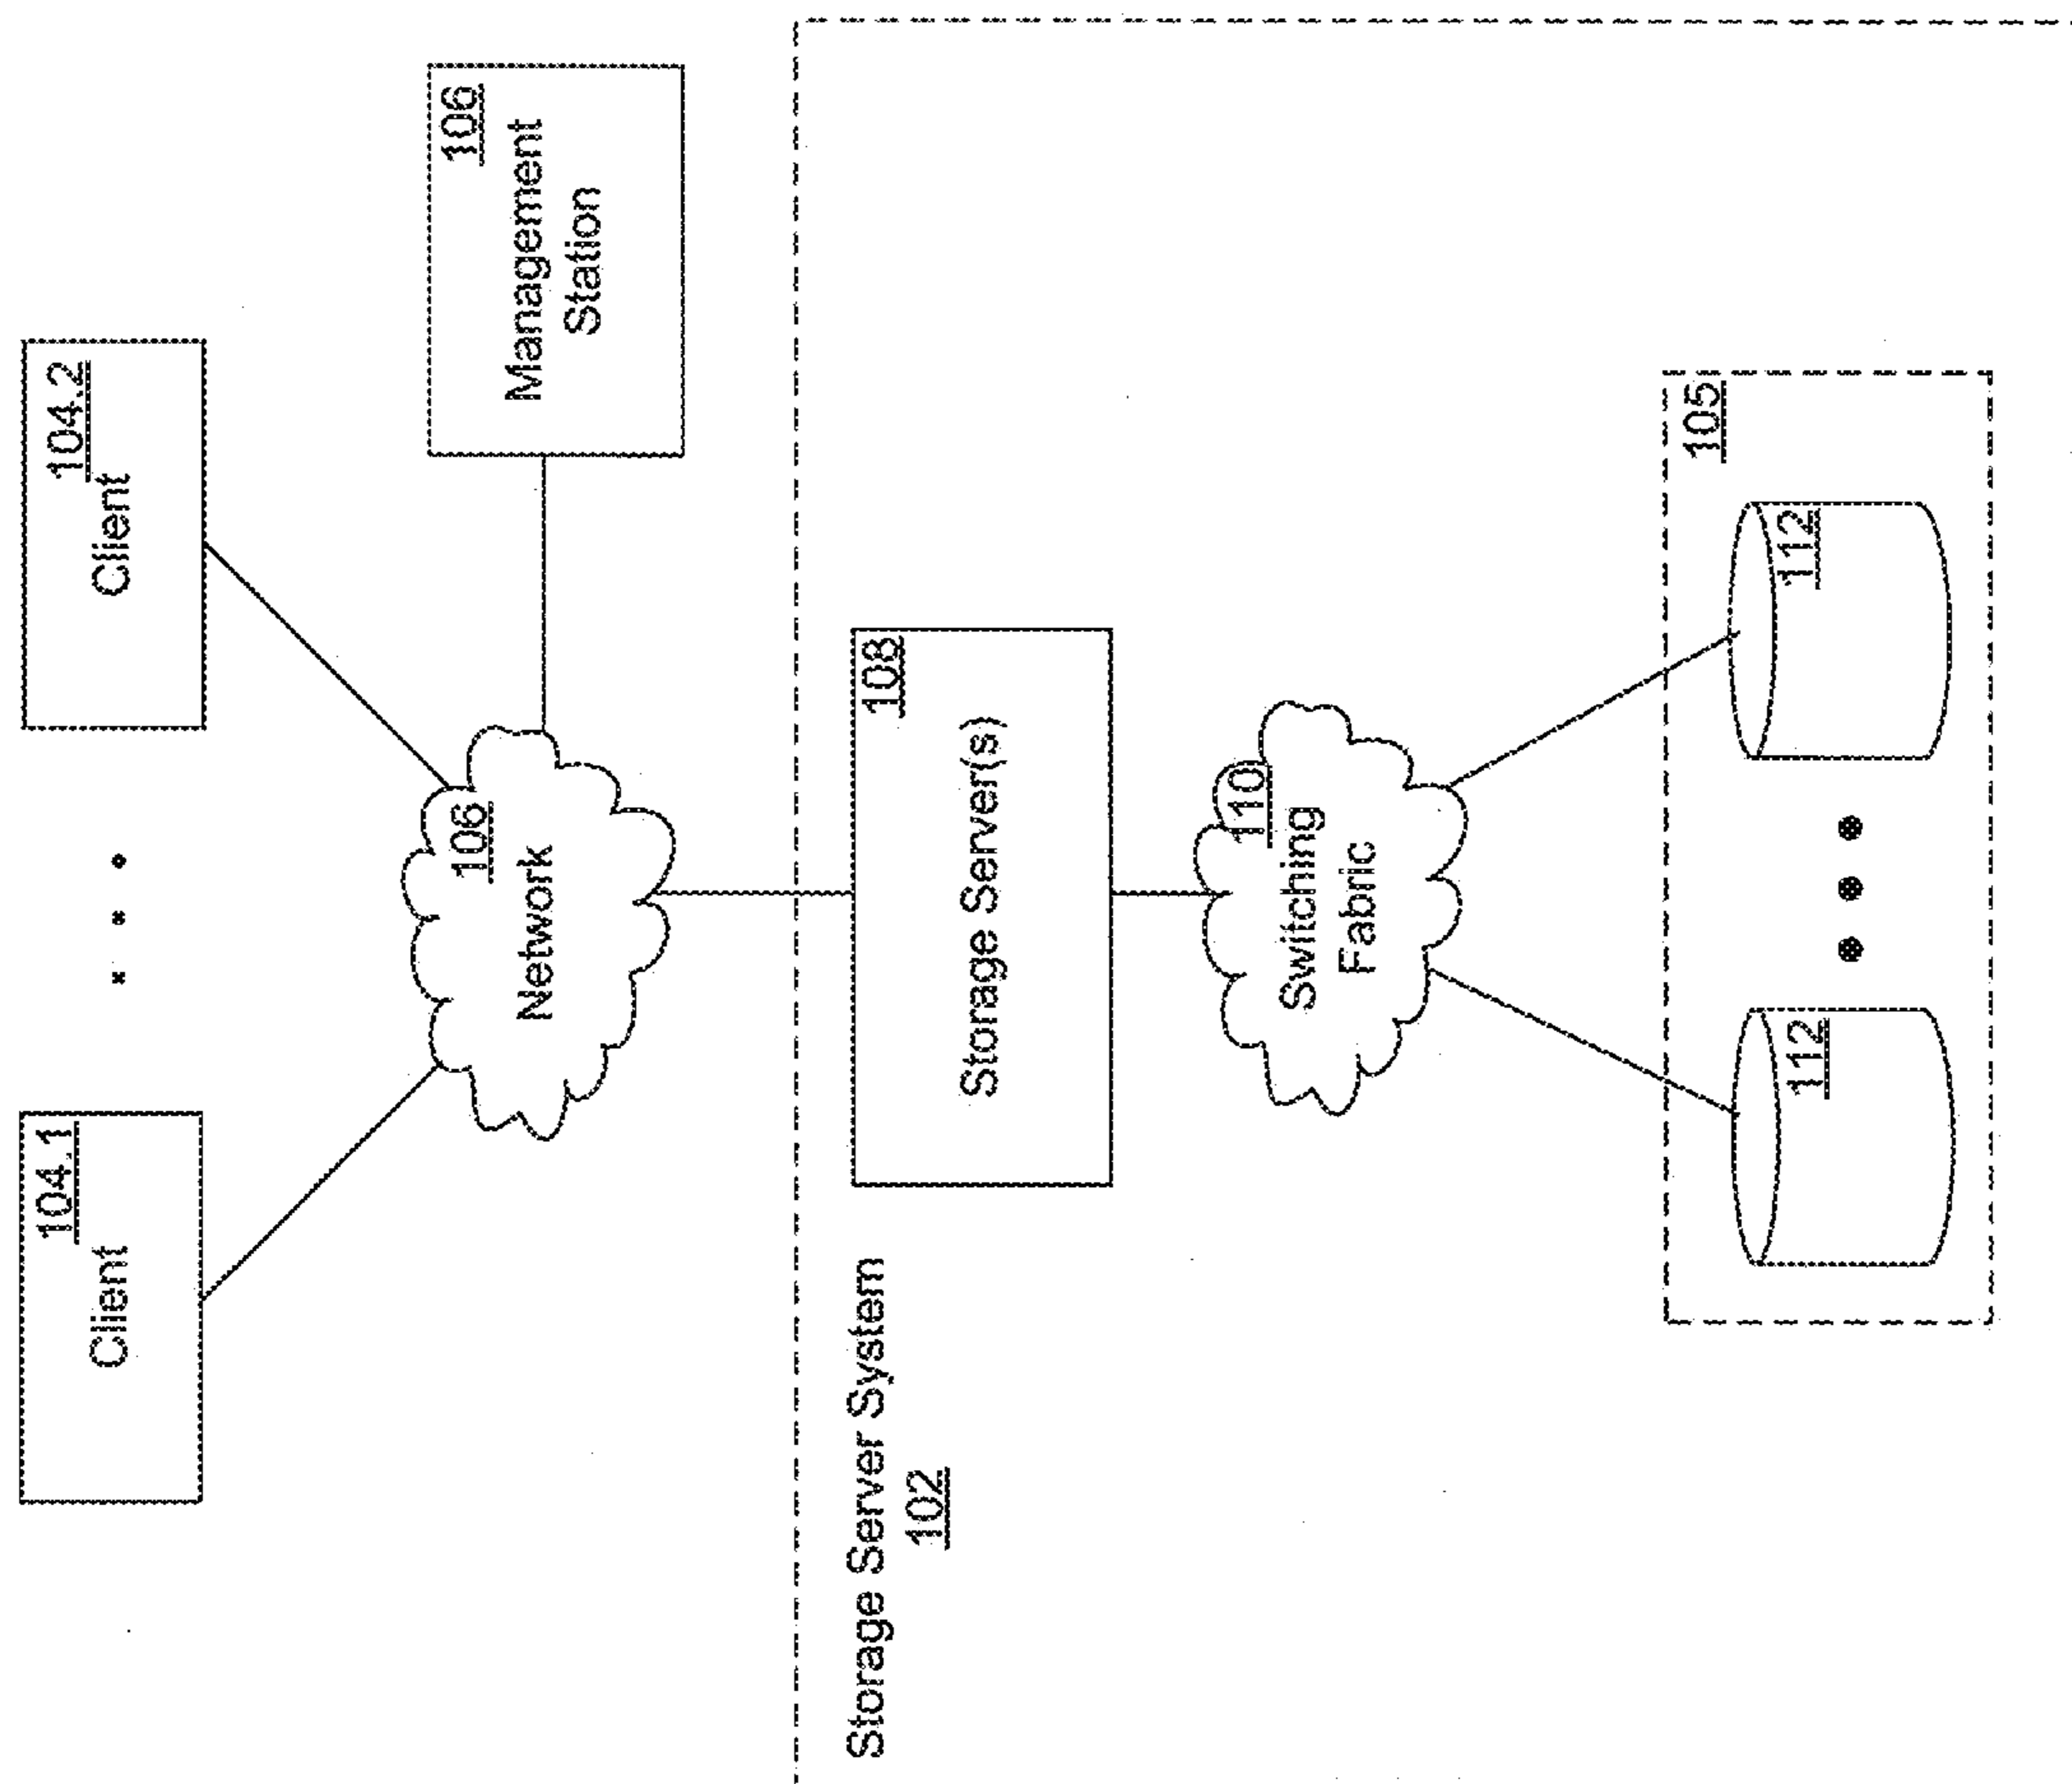 104.1
Client
104.2
Client
106
Network
106
Management
Station
Storage Server System
102
108
Storage Server(s)
110
Switching
Fabric
105
112
112